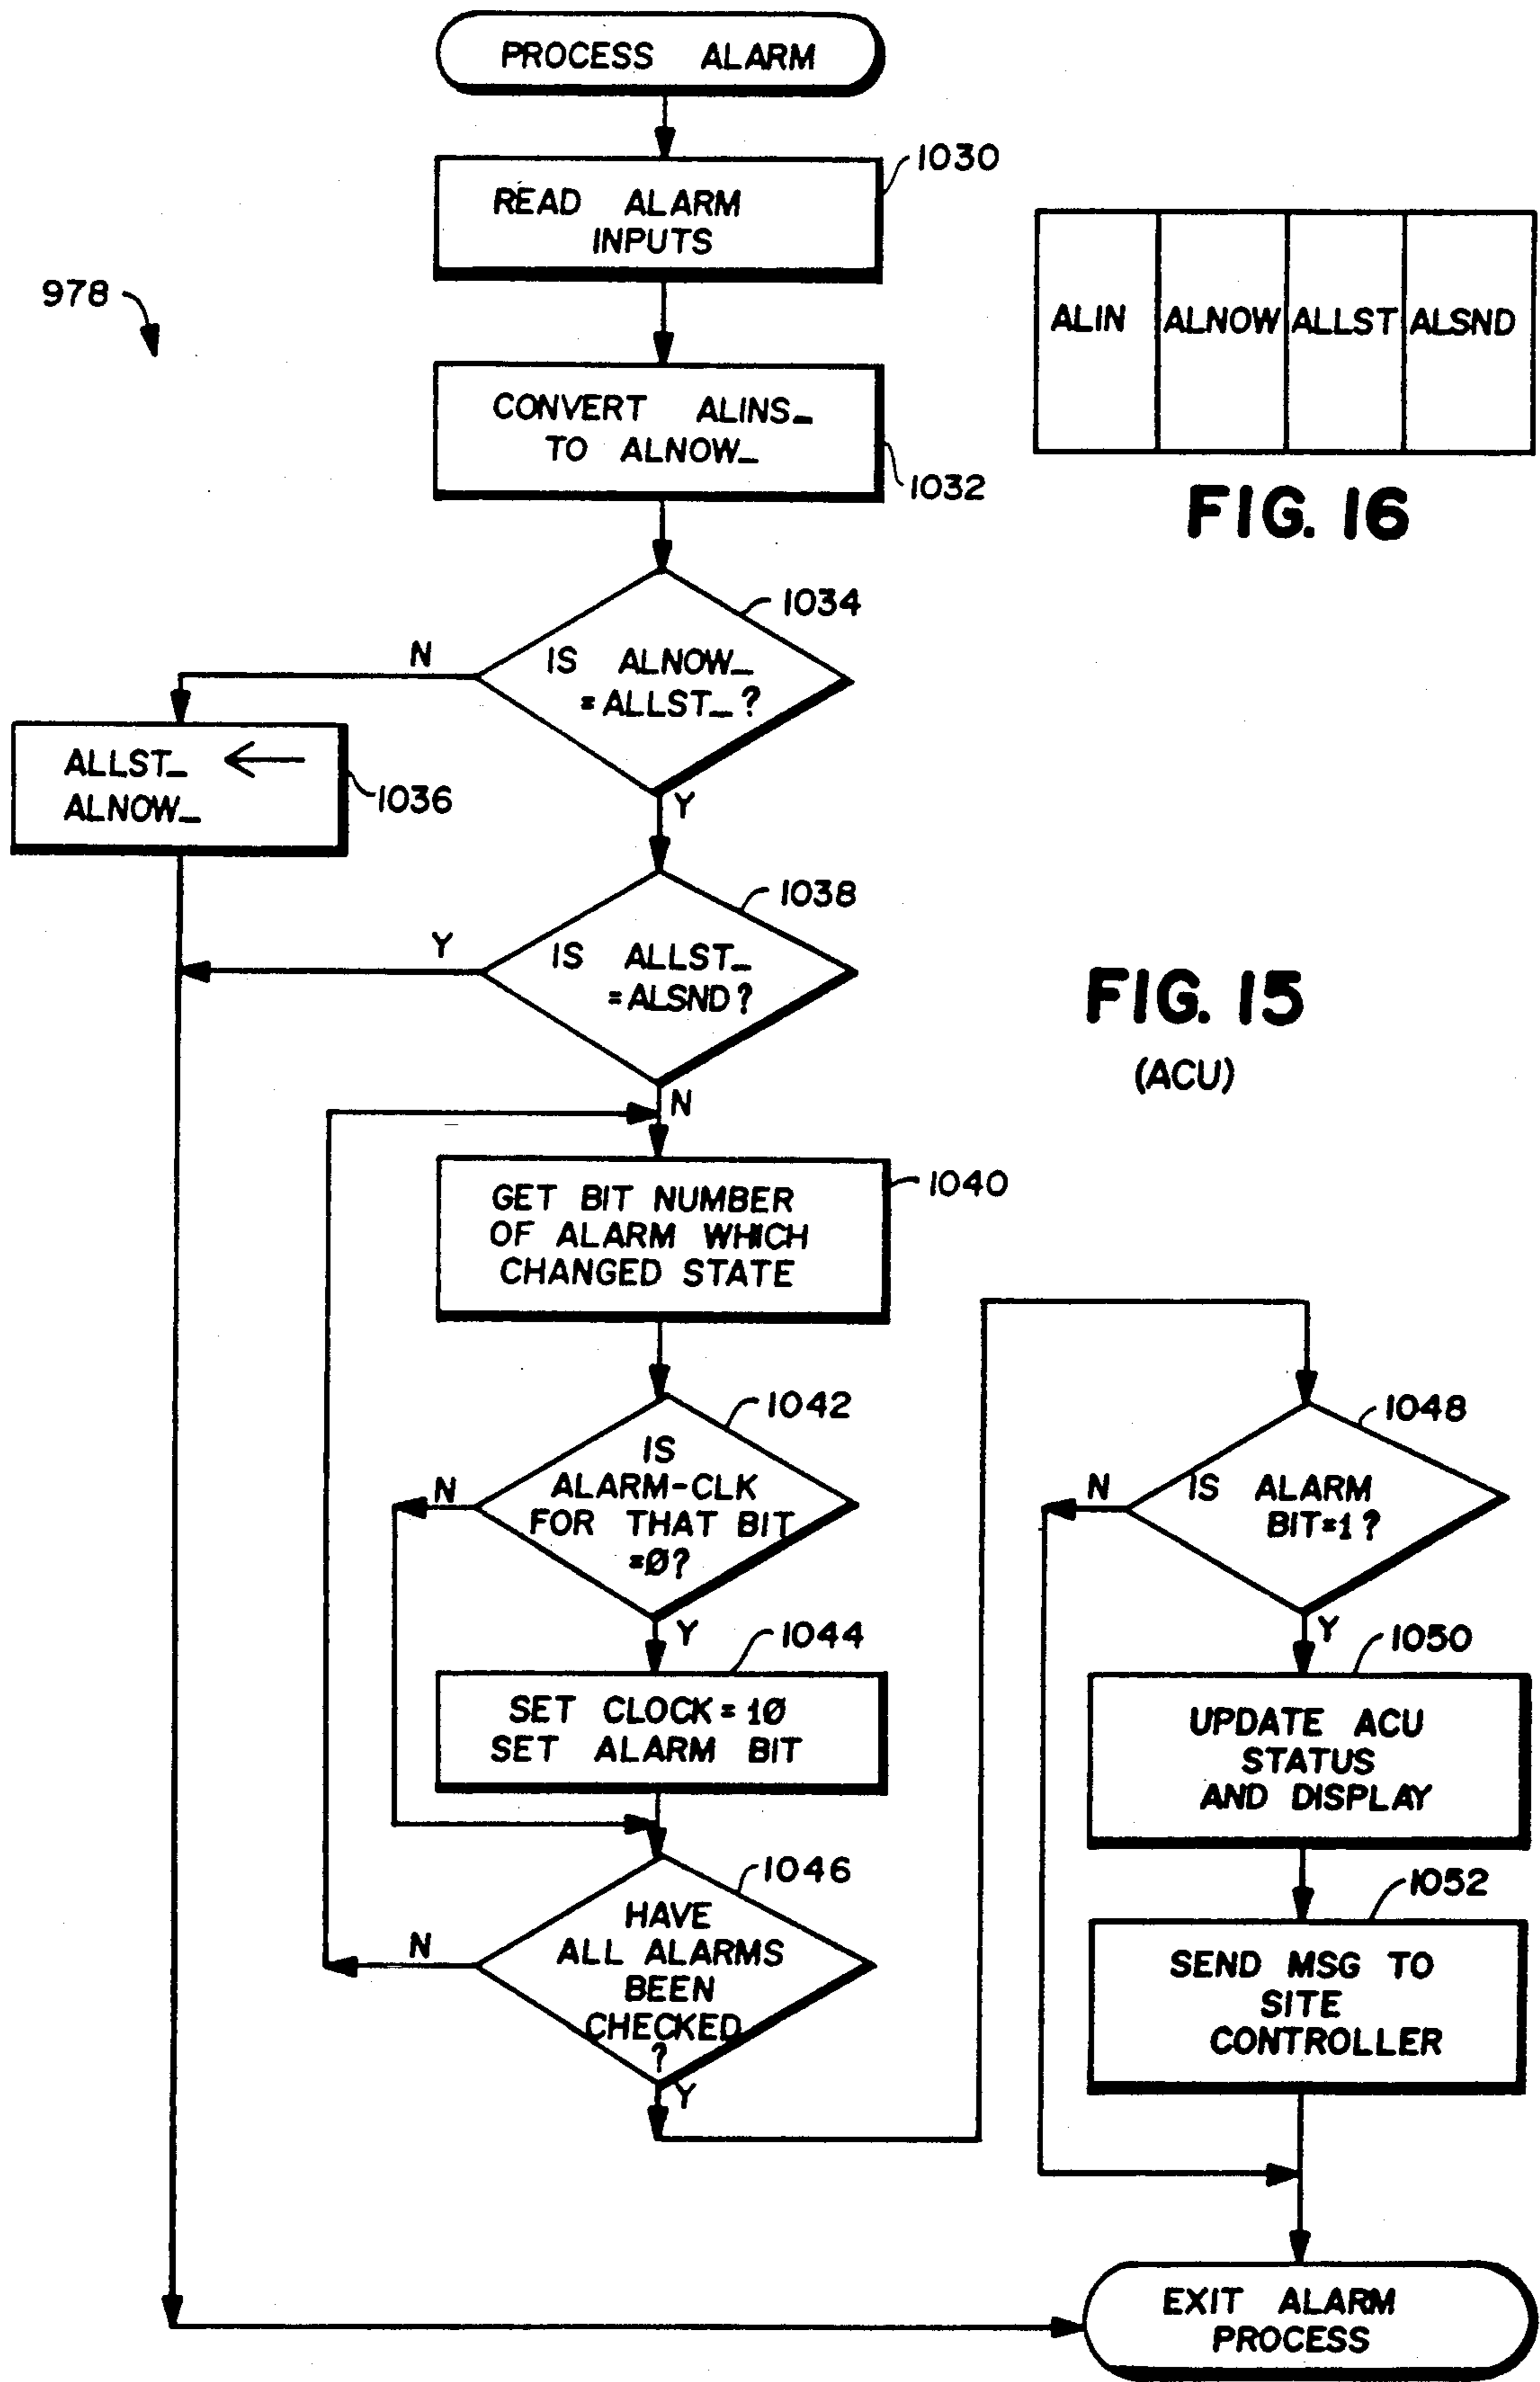 PROCESS ALARM
1030
READ ALARM
INPUTS
978
ALIN ALNOW ALLST ALSND
CONVERT ALINS_
TO ALNOW_
1032
FIG. 16
1034
N
IS ALNOW_
=ALLST_?
ALLST_ ←
ALNOW_
1036
Y
1038
Y
IS ALLST_
=ALSND?
FIG. 15
(ACU)
N
1040
GET BIT NUMBER
OF ALARM WHICH
CHANGED STATE
1042
IS
ALARM-CLK
FOR THAT BIT
=Ø?
N
Y
1044
SET CLOCK=1Ø
SET ALARM BIT
1046
HAVE
ALL ALARMS
BEEN
CHECKED
?
N
Y
1048
N
IS ALARM
BIT=1?
Y
1050
UPDATE ACU
STATUS
AND DISPLAY
1052
SEND MSG TO
SITE
CONTROLLER
EXIT ALARM
PROCESS